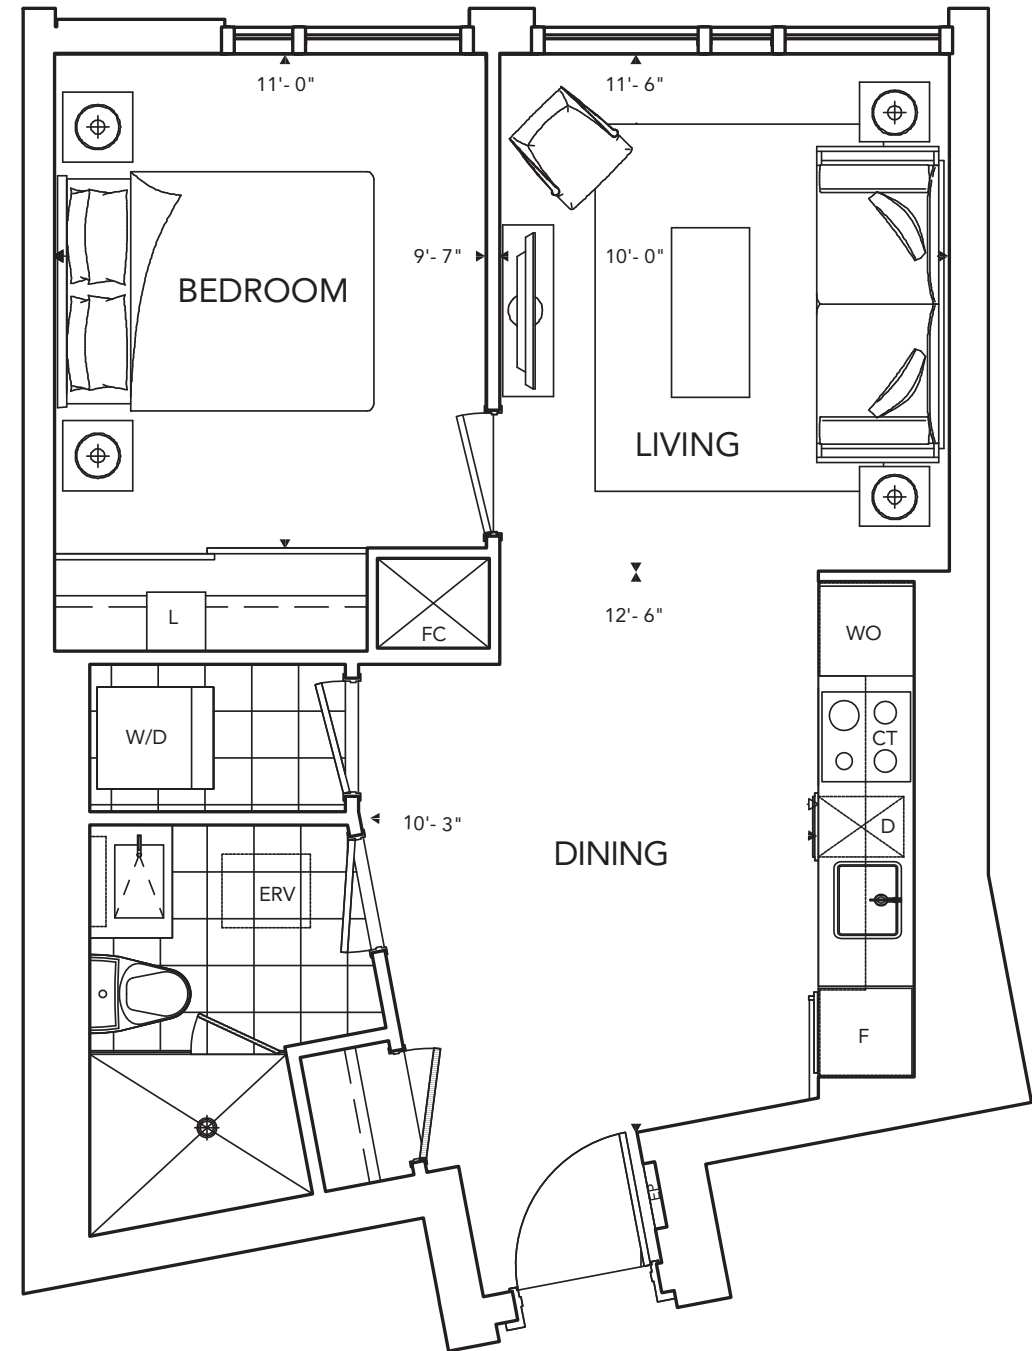 11'- 0"
11'- 6"
9'- 7"
10'- 0"
BEDROOM
LIVING
12'- 6"
L
FC
WO
W/D
CT
10'- 3"
D
DINING
ERV
F
EP